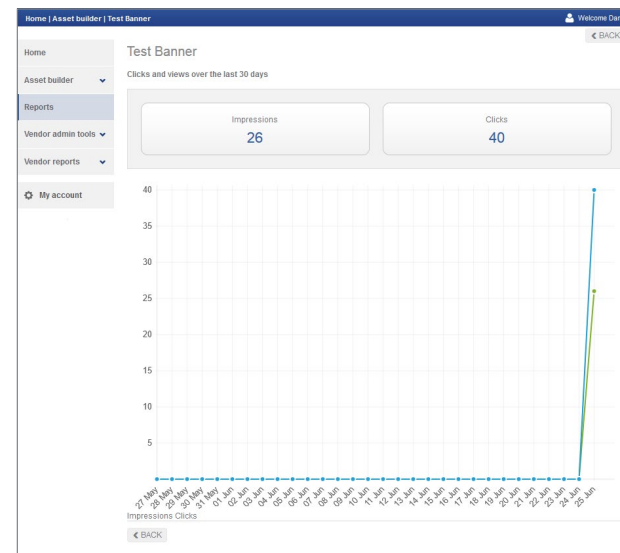 Home | Asset builder | Test Banner
Welcome Dan
BACK
Home
Asset builder
Reports
Vendor admin tools
Vendor reports
My account
Test Banner
Clicks and views over the last 30 days
Impressions
26
Clicks
40
40
35
30
25
20
15
10
5
27 May
28 May
29 May
30 May
31 May
01 Jun
02 Jun
03 Jun
04 Jun
05 Jun
06 Jun
07 Jun
08 Jun
09 Jun
10 Jun
11 Jun
12 Jun
13 Jun
14 Jun
15 Jun
16 Jun
17 Jun
18 Jun
19 Jun
20 Jun
21 Jun
22 Jun
23 Jun
24 Jun
25 Jun
Impressions Clicks
BACK